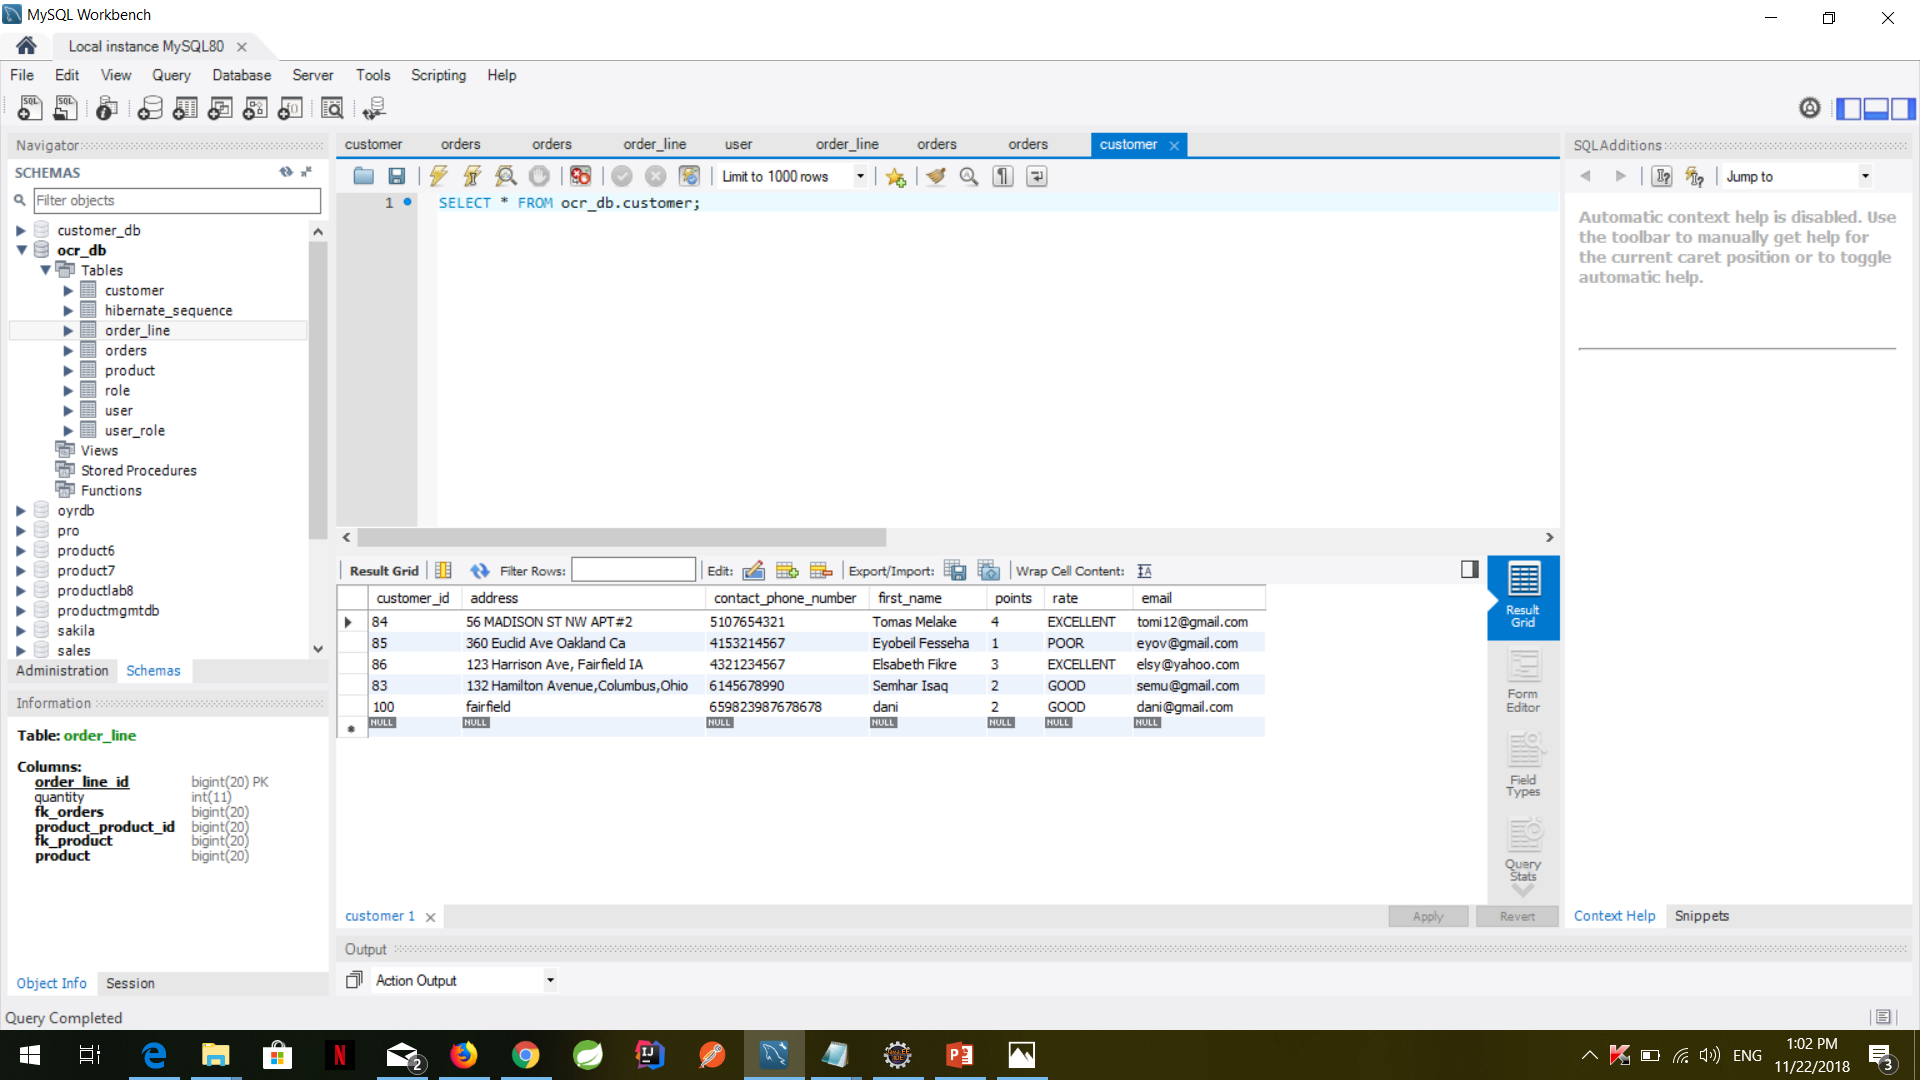 MySQL Workbench
Local instance MySQL80
File Edit View Query Database Server Tools Scripting Help
Navigator
SCHEMAS
Filter objects
customer_db
ocr_db
Tables
customer
hibernate_sequence
order_line
orders
product
role
user
user_role
Views
Stored Procedures
Functions
oyrdb
pro
product6
product7
productlab8
productmgmtdb
sakila
sales
Administration Schemas
Information
Table: order_line
Columns:
order_line_id bigint(20) PK
quantity int(11)
fk_orders bigint(20)
product_product_id bigint(20)
fk_product bigint(20)
product bigint(20)
Object Info Session
customer orders orders order_line user order_line orders orders customer
Limit to 1000 rows
1 SELECT * FROM ocr_db.customer;
Result Grid Filter Rows: Edit: Export/Import: Wrap Cell Content:
customer_id address contact_phone_number first_name points rate email
84 56 MADISON ST NW APT#2 5107654321 Tomas Melake 4 EXCELLENT tomi12@gmail.com
85 360 Euclid Ave Oakland Ca 4153214567 Eyobeil Fesseha 1 POOR eyov@gmail.com
86 123 Harrison Ave, Fairfield IA 4321234567 Elsabeth Fikre 3 EXCELLENT elsy@yahoo.com
83 132 Hamilton Avenue,Columbus,Ohio 6145678990 Semhar Isaq 2 GOOD semu@gmail.com
100 fairfield 659823987678678 dani 2 GOOD dani@gmail.com
NULL NULL NULL NULL NULL NULL NULL
Result
Grid
Form
Editor
Field
Types
Query
Stats
customer 1
Apply Revert
Output
Action Output
SQLAdditions
Jump to
Automatic context help is disabled. Use
the toolbar to manually get help for
the current caret position or to toggle
automatic help.
Context Help Snippets
Query Completed
2
ENG
1:02 PM
11/22/2018
3